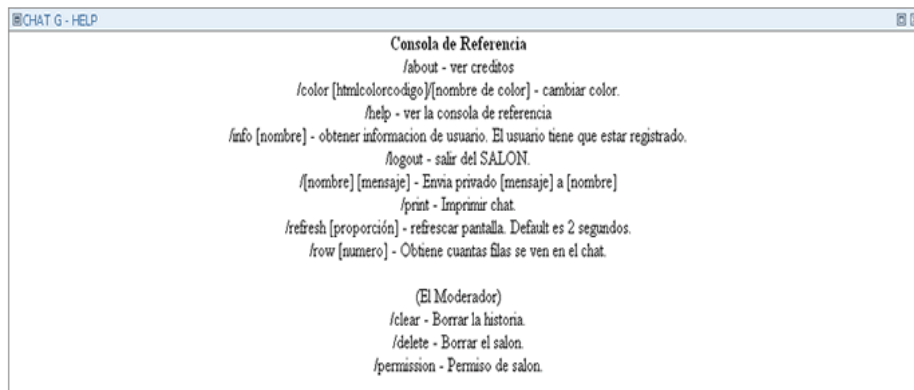 CHAT G - HELP
Consola de Referencia
/about - ver creditos
/color [htmlcolorcodigo]/[nombre de color] - cambiar color.
/help - ver la consola de referencia
/info [nombre] - obtener informacion de usuario. El usuario tiene que estar registrado.
/logout - salir del SALON.
/[nombre] [mensaje] - Envia privado [mensaje] a [nombre]
/print - Imprimir chat.
/refresh [proporción] - refrescar pantalla. Default es 2 segundos.
/row [numero] - Obtiene cuantas filas se ven en el chat.
(El Moderador)
/clear - Borrar la historia.
/delete - Borrar el salon.
/permission - Permiso de salon.